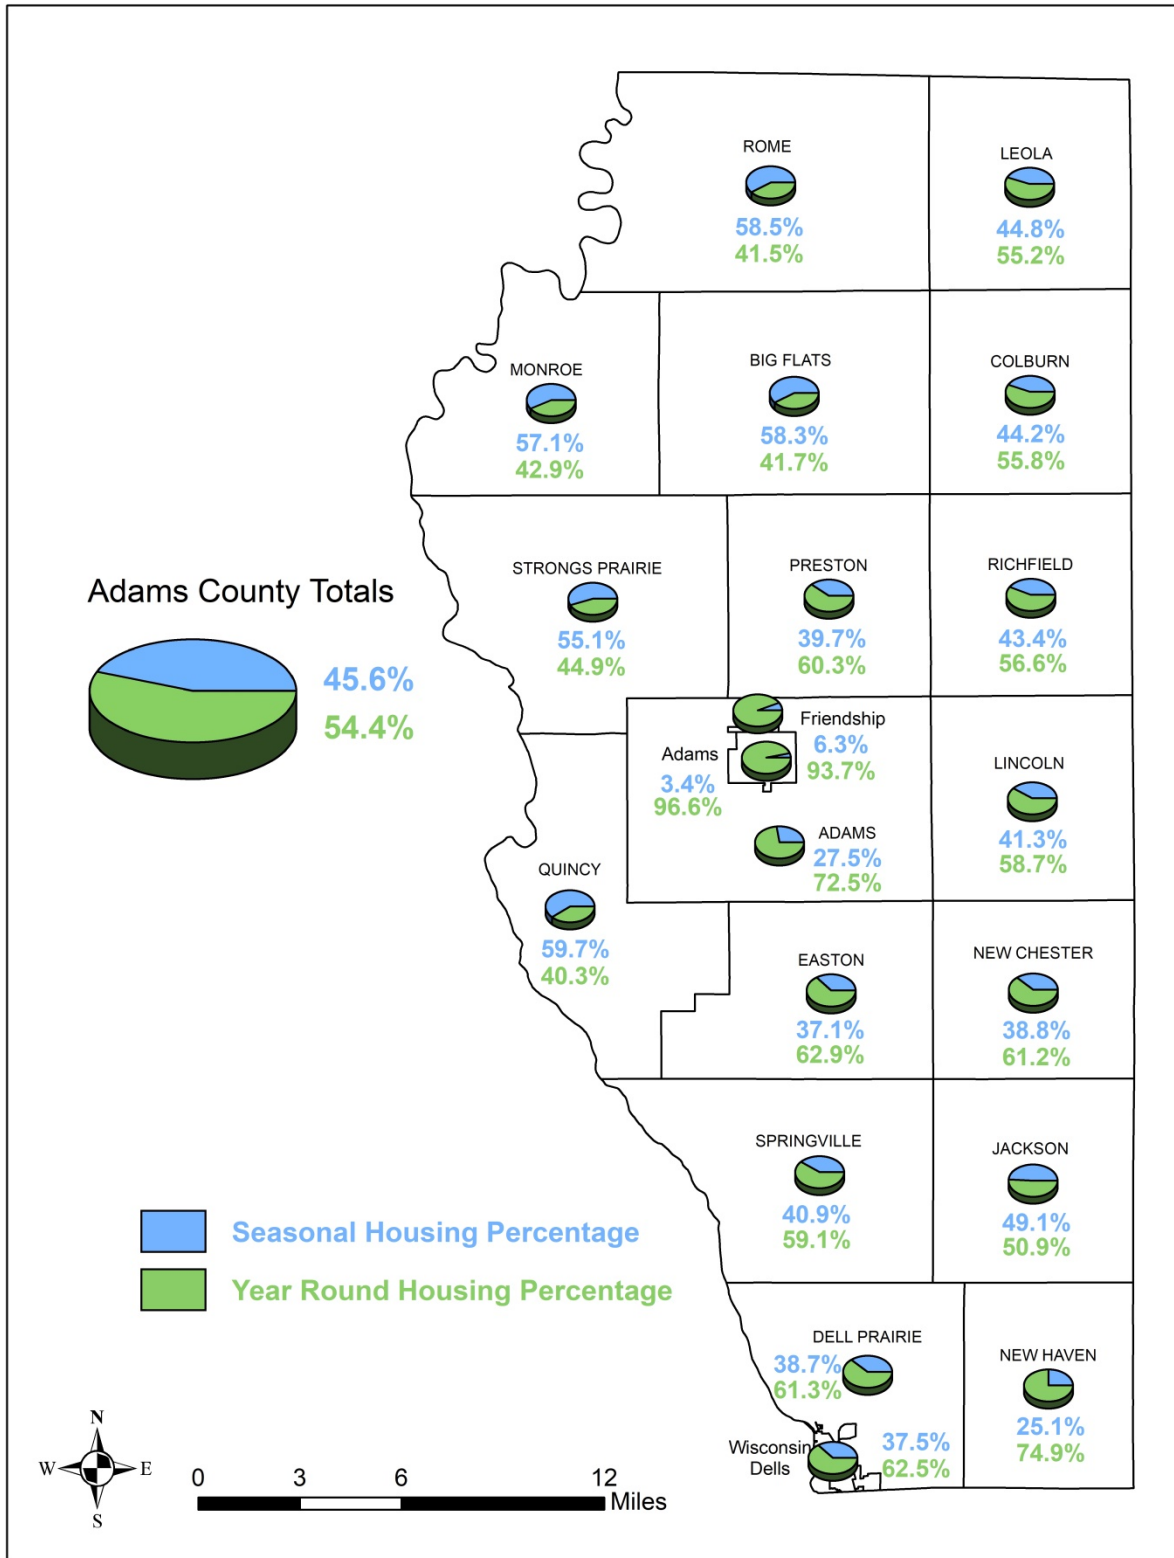 ROME
58.5%
41.5%
LEOLA
44.8%
55.2%
MONROE
57.1%
42.9%
BIG FLATS
58.3%
41.7%
COLBURN
44.2%
55.8%
Adams County Totals
45.6%
54.4%
STRONGS PRAIRIE
55.1%
44.9%
PRESTON
39.7%
60.3%
RICHFIELD
43.4%
56.6%
Friendship
6.3%
93.7%
Adams
3.4%
96.6%
ADAMS
27.5%
72.5%
LINCOLN
41.3%
58.7%
QUINCY
59.7%
40.3%
EASTON
37.1%
62.9%
NEW CHESTER
38.8%
61.2%
SPRINGVILLE
40.9%
59.1%
JACKSON
49.1%
50.9%
Seasonal Housing Percentage
Year Round Housing Percentage
DELL PRAIRIE
38.7%
61.3%
NEW HAVEN
25.1%
74.9%
Wisconsin
Dells
37.5%
62.5%
N
W E
S
0 3 6 12
Miles